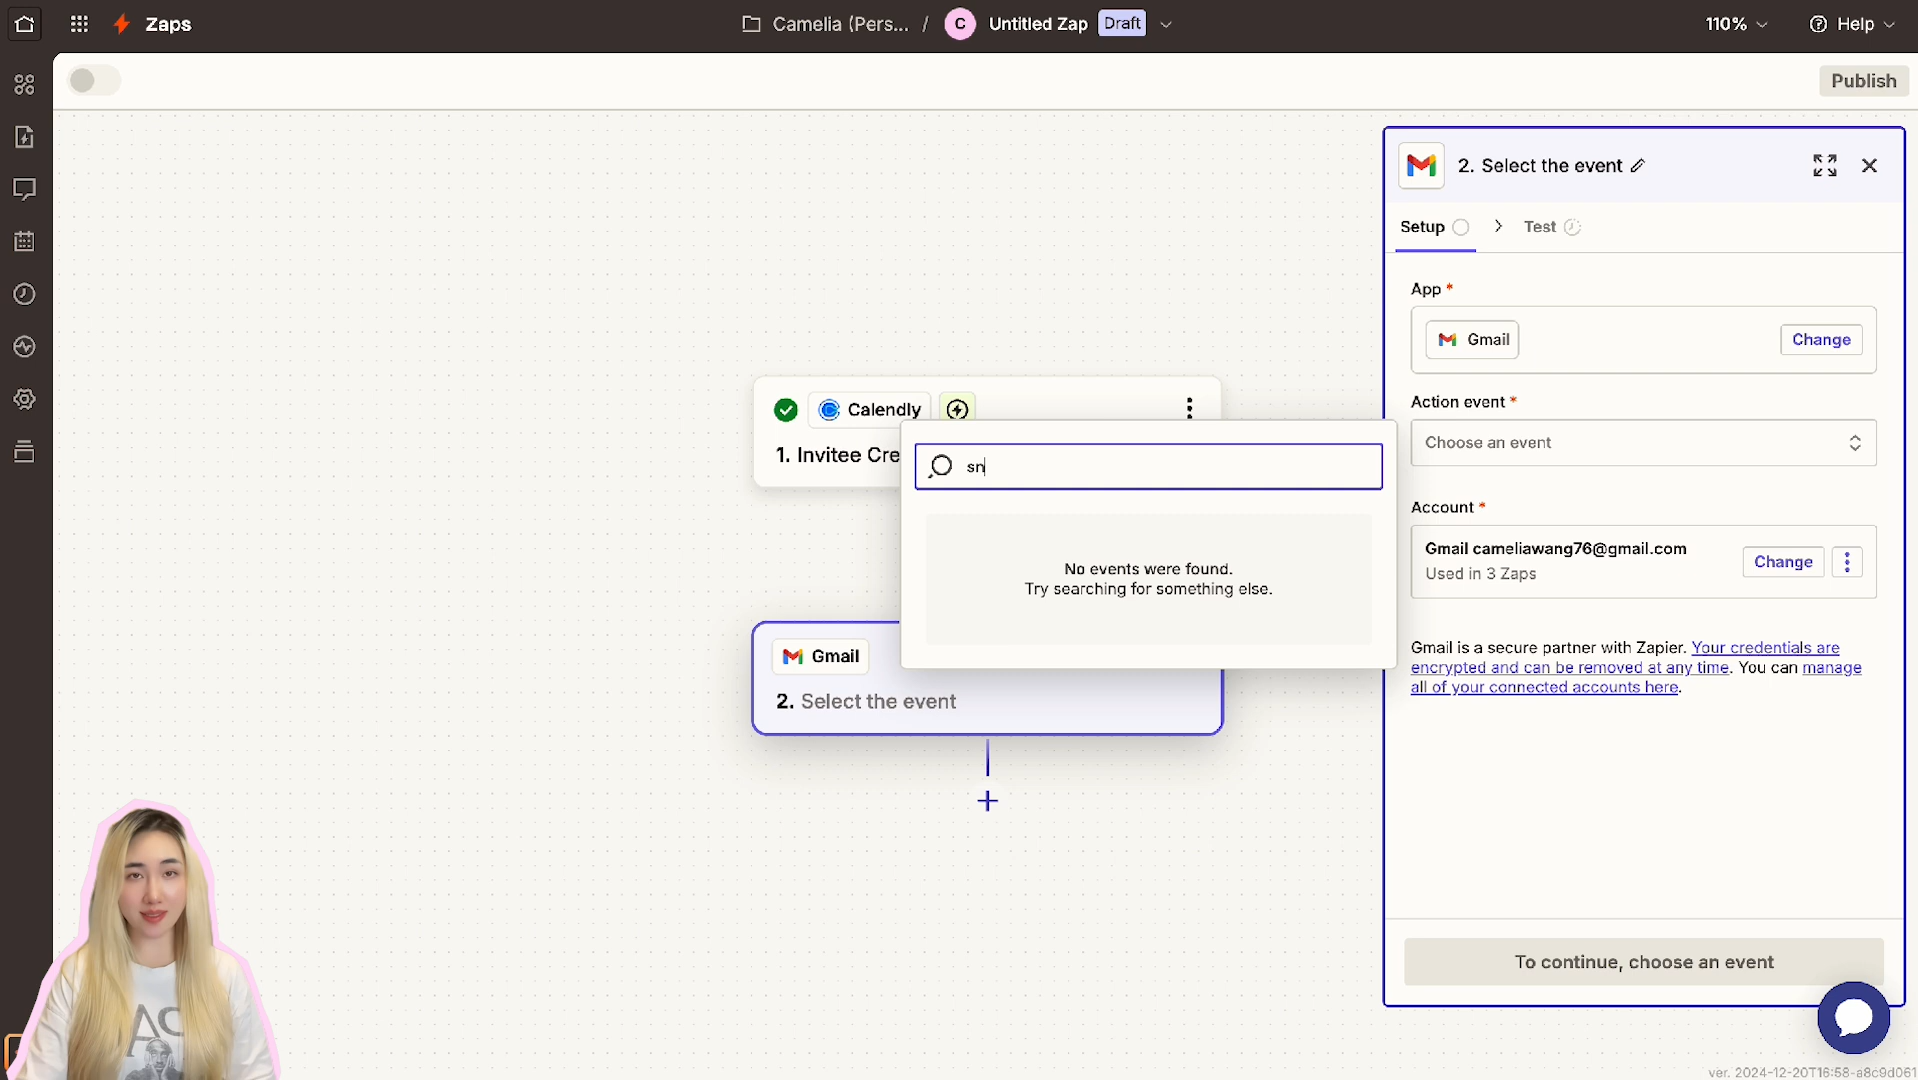 Zaps
Camelia (Pers... / C Untitled Zap Draft
110%
Help
Publish
2. Select the event
Setup
Test
App *
Gmail
Change
Action event *
Choose an event
Account *
Gmail cameliawang76@gmail.com
Used in 3 Zaps
Change
Gmail is a secure partner with Zapier. Your credentials are
encrypted and can be removed at any time. You can manage
all of your connected accounts here.
To continue, choose an event
Calendly
1. Invitee Cre
sn
No events were found.
Try searching for something else.
Gmail
2. Select the event
ver. 2024-12-20T16:58-a8c9d061